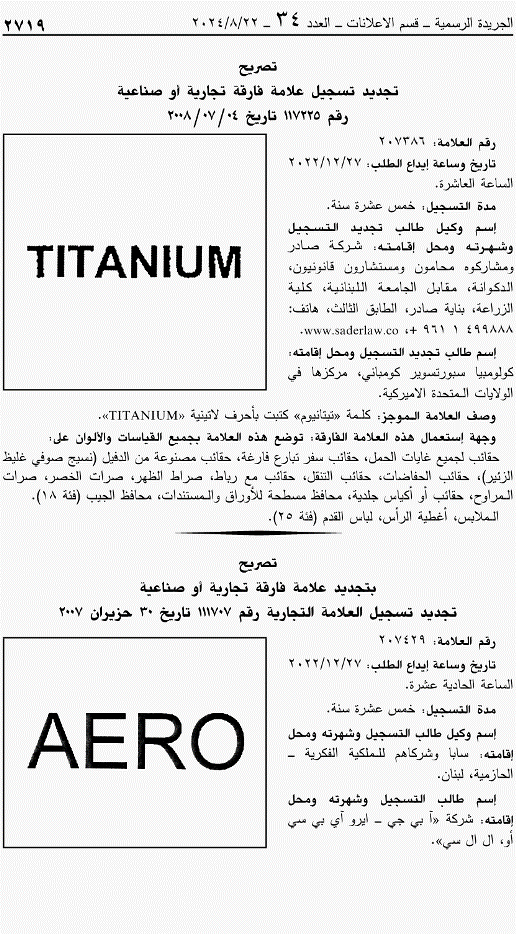 الجريدة الرسمية ــ قسم الاعلانات ــ العدد ٣٤ ــ ٢٠٢٤/٨/٢٢
٢٧١٩
تصريح
تجديد تسجيل علامة فارقة تجارية أو صناعية
رقم ١١٧٢٢٥ تاريخ ٢٠٠٨/٠٧/٠٤
TITANIUM
رقم العلامة: ٢٠٧٣٨٦
تاريخ وساعة إيداع الطلب: ٢٠٢٢/١٢/٢٧
الساعة العاشرة.
مدة التسجيل: خمس عشرة سنة.
إسم وكيل طالب تجديد التسجيل
وشهرته ومحل إقامته: شركة صادر
ومشاركوه محامون ومستشارون قانونيون،
الدكوانة، مقابل الجامعة اللبنانية، كلية
الزراعة، بناية صادر، الطابق الثالث، هاتف:
٤٩٩٨٨٨ ١ ٩٦١ +، www.saderlaw.co.
إسم طالب تجديد التسجيل ومحل إقامته:
كولومبيا سبورتسوير كومباني، مركزها في
الولايات المتحدة الاميركية.
وصف العلامة الموجز: كلمة «تيتانيوم» كتبت بأحرف لاتينية «TITANIUM».
وجهة إستعمال هذه العلامة الفارقة: توضع هذه العلامة بجميع القياسات والألوان على:
حقائب لجميع غايات الحمل، حقائب سفر تباع فارغة، حقائب مصنوعة من الدفيل (نسيج صوفي غليظ
الزئير)، حقائب الحفاضات، حقائب التنقل، حقائب مع رباط، صراط الظهر، صرات الخصر، صرات
المراوح، حقائب أو أكياس جلدية، محافظ مسطحة للأوراق والمستندات، محافظ الجيب (فئة ١٨).
الملابس، أغطية الرأس، لباس القدم (فئة ٢٥).
تصريح
بتجديد علامة فارقة تجارية أو صناعية
تجديد تسجيل العلامة التجارية رقم ١١١٧٠٧ تاريخ ٣٠ حزيران ٢٠٠٧
AERO
رقم العلامة: ٢٠٧٤٢٩
تاريخ وساعة إيداع الطلب: ٢٠٢٢/١٢/٢٧
الساعة الحادية عشرة.
مدة التسجيل: خمس عشرة سنة.
إسم وكيل طالب التسجيل وشهرته ومحل
إقامته: سابا وشركاهم للملكية الفكرية ــ
الحازمية، لبنان.
إسم طالب التسجيل وشهرته ومحل
إقامته: شركة «آ بي جي ــ ايرو آي بي سي
أو، ال ال سي».